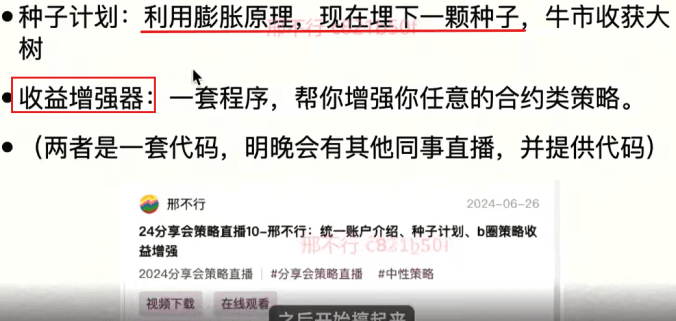 • 种子计划：利用膨胀原理，现在埋下一颗种子，牛市收获大
树
• 收益增强器：一套程序，帮你增强你任意的合约类策略。
• （两者是一套代码，明晚会有其他同事直播，并提供代码）
邢不行
2024-06-26
24分享会策略直播10-邢不行：统一账户介绍、种子计划、b圈策略收
益增强
2024分享会策略直播 | #分享会策略直播 #中性策略
视频下载 在线观看
之后开始搞起来
邢不行 c821b50f
邢不行 c821b50f